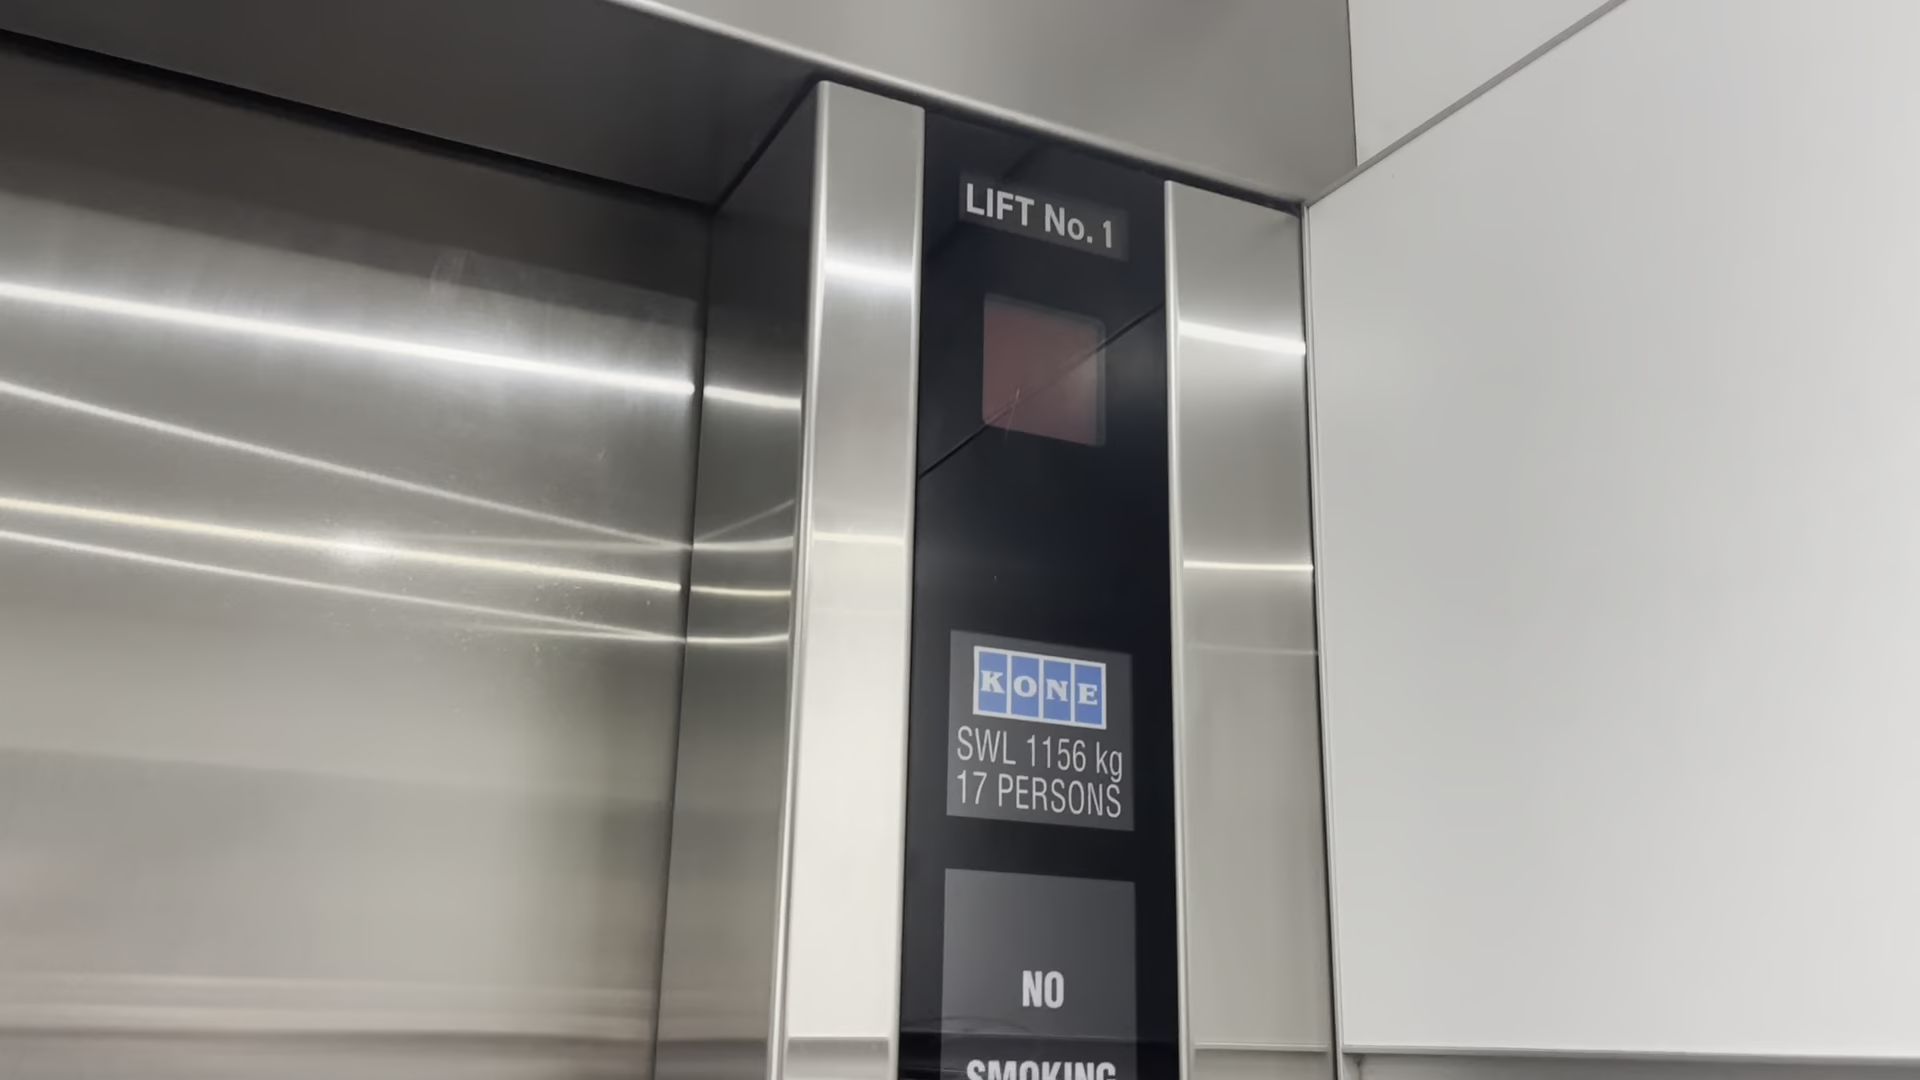 LIFT No. 1
KONE
SWL 1156 kg
17 PERSONS
NO
SMOKING